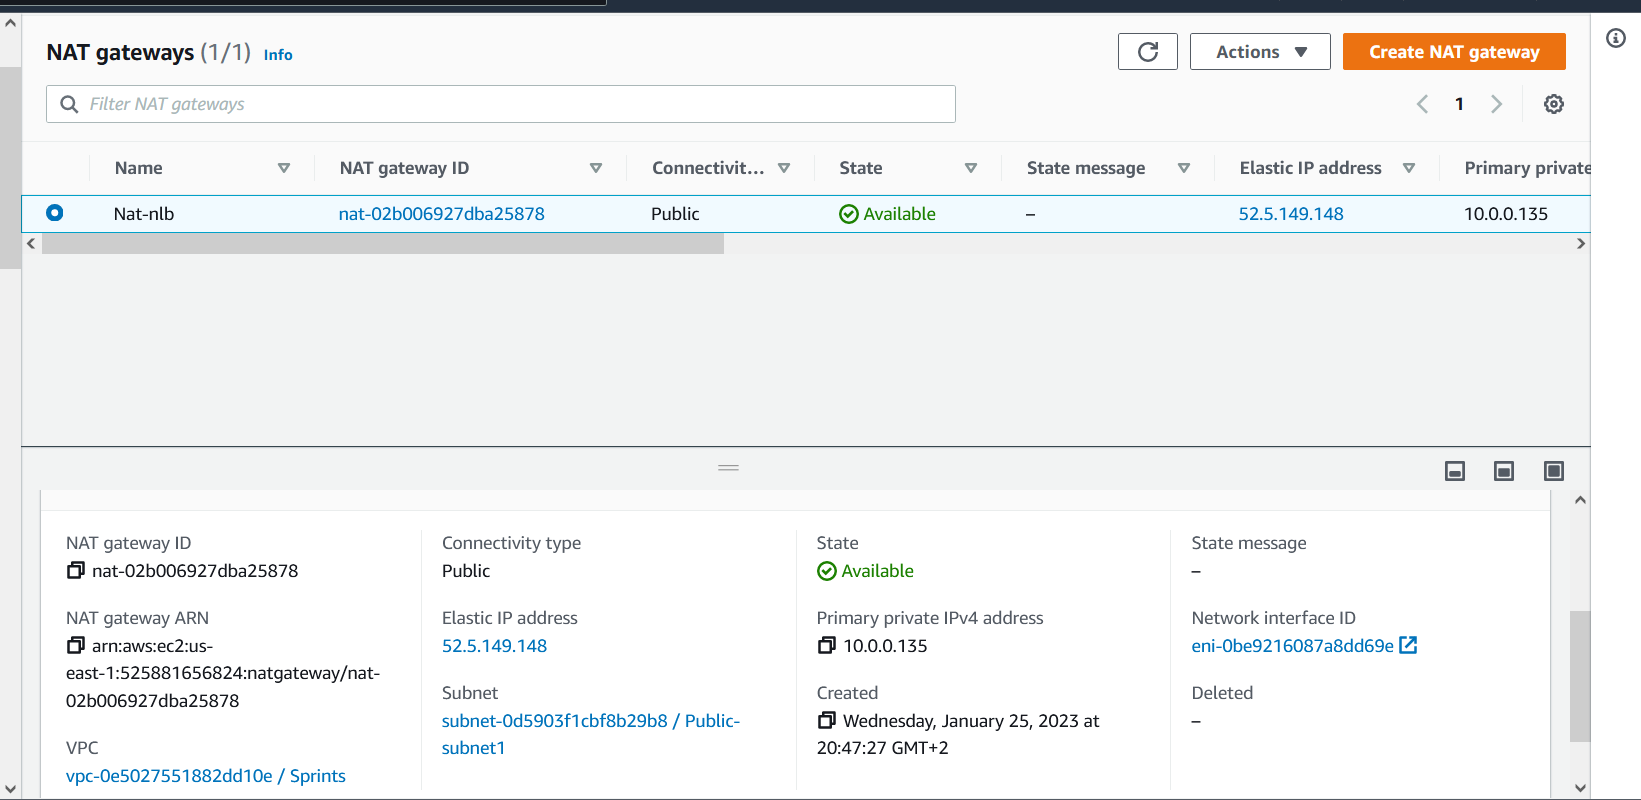 NAT gateways (1/1) Info
Actions
Create NAT gateway
Filter NAT gateways
1
Name NAT gateway ID Connectivit... State State message Elastic IP address Primary private
Nat-nlb nat-02b006927dba25878 Public Available – 52.5.149.148 10.0.0.135
NAT gateway ID
nat-02b006927dba25878
NAT gateway ARN
arn:aws:ec2:us-
east-1:525881656824:natgateway/nat-
02b006927dba25878
VPC
vpc-0e5027551882dd10e / Sprints
Connectivity type
Public
Elastic IP address
52.5.149.148
Subnet
subnet-0d5903f1cbf8b29b8 / Public-
subnet1
State
Available
Primary private IPv4 address
10.0.0.135
Created
Wednesday, January 25, 2023 at
20:47:27 GMT+2
State message
–
Network interface ID
eni-0be9216087a8dd69e
Deleted
–